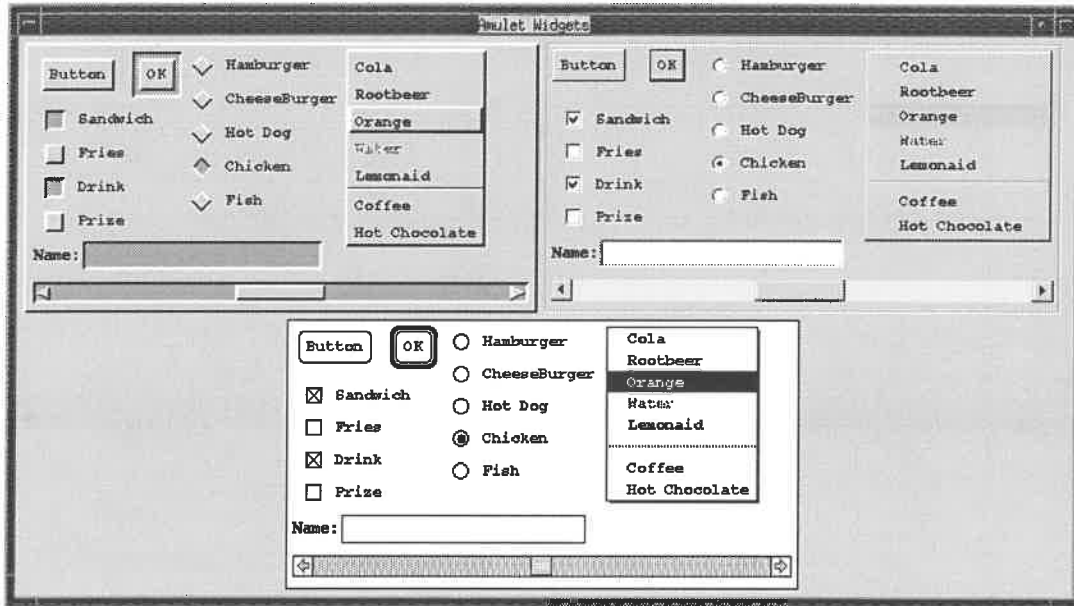 Amulet Widgets
Button
OK
Sandwich
Fries
Drink
Prize
Hamburger
CheeseBurger
Hot Dog
Chicken
Fish
Cola
Rootbeer
Orange
Water
Lemonaid
Coffee
Hot Chocolate
Name:
Button
OK
Sandwich
Fries
Drink
Prize
Hamburger
CheeseBurger
Hot Dog
Chicken
Fish
Cola
Rootbeer
Orange
Water
Lemonaid
Coffee
Hot Chocolate
Name:
Button
OK
Sandwich
Fries
Drink
Prize
Hamburger
CheeseBurger
Hot Dog
Chicken
Fish
Cola
Rootbeer
Orange
Water
Lemonaid
Coffee
Hot Chocolate
Name: